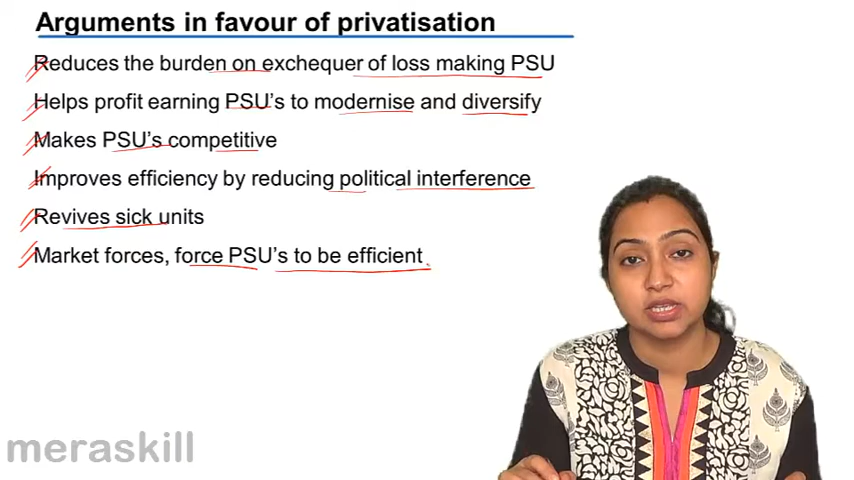 Arguments in favour of privatisation
Reduces the burden on exchequer of loss making PSU
Helps profit earning PSU's to modernise and diversify
Makes PSU's competitive
Improves efficiency by reducing political interference
Revives sick units
Market forces, force PSU's to be efficient
meraskill